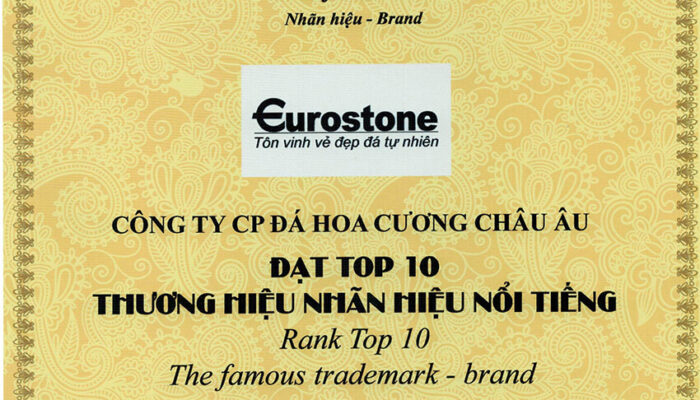 Nhãn hiệu - Brand
Eurostone
Tôn vinh vẻ đẹp đá tự nhiên
CÔNG TY CP ĐÁ HOA CƯƠNG CHÂU ÂU
ĐẠT TOP 10
THƯƠNG HIỆU NHÃN HIỆU NỔI TIẾNG
Rank Top 10
The famous trademark - brand